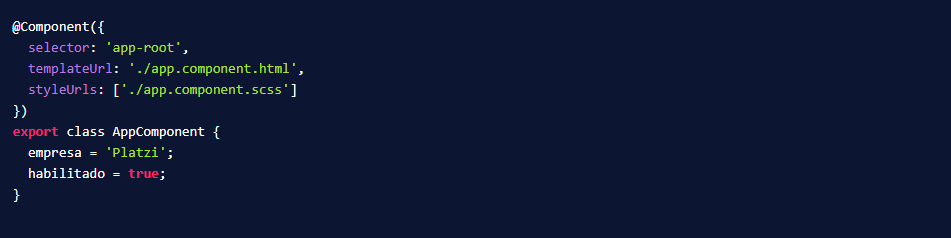 @Component({
  selector: 'app-root',
  templateUrl: './app.component.html',
  styleUrls: ['./app.component.scss']
})
export class AppComponent {
  empresa = 'Platzi';
  habilitado = true;
}